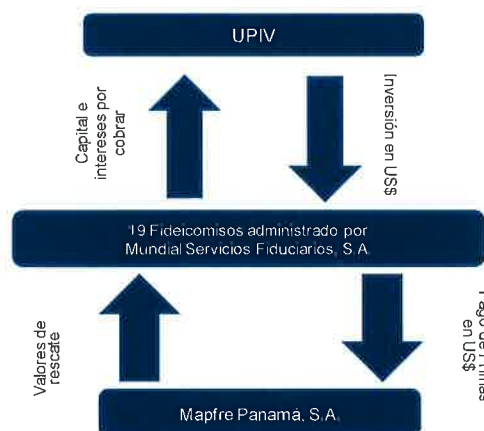 UPIV
Capital e
intereses por
cobrar
Inversión en US$
19 Fideicomisos administrado por
Mundial Servicios Fiduciarios, S.A.
Valores de
rescate
en US$
Mapfre Panamá, S.A.